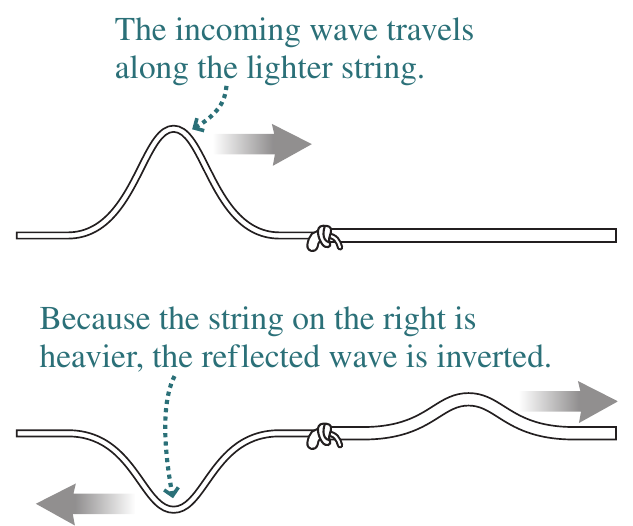 The incoming wave travels
along the lighter string.
Because the string on the right is
heavier, the reflected wave is inverted.